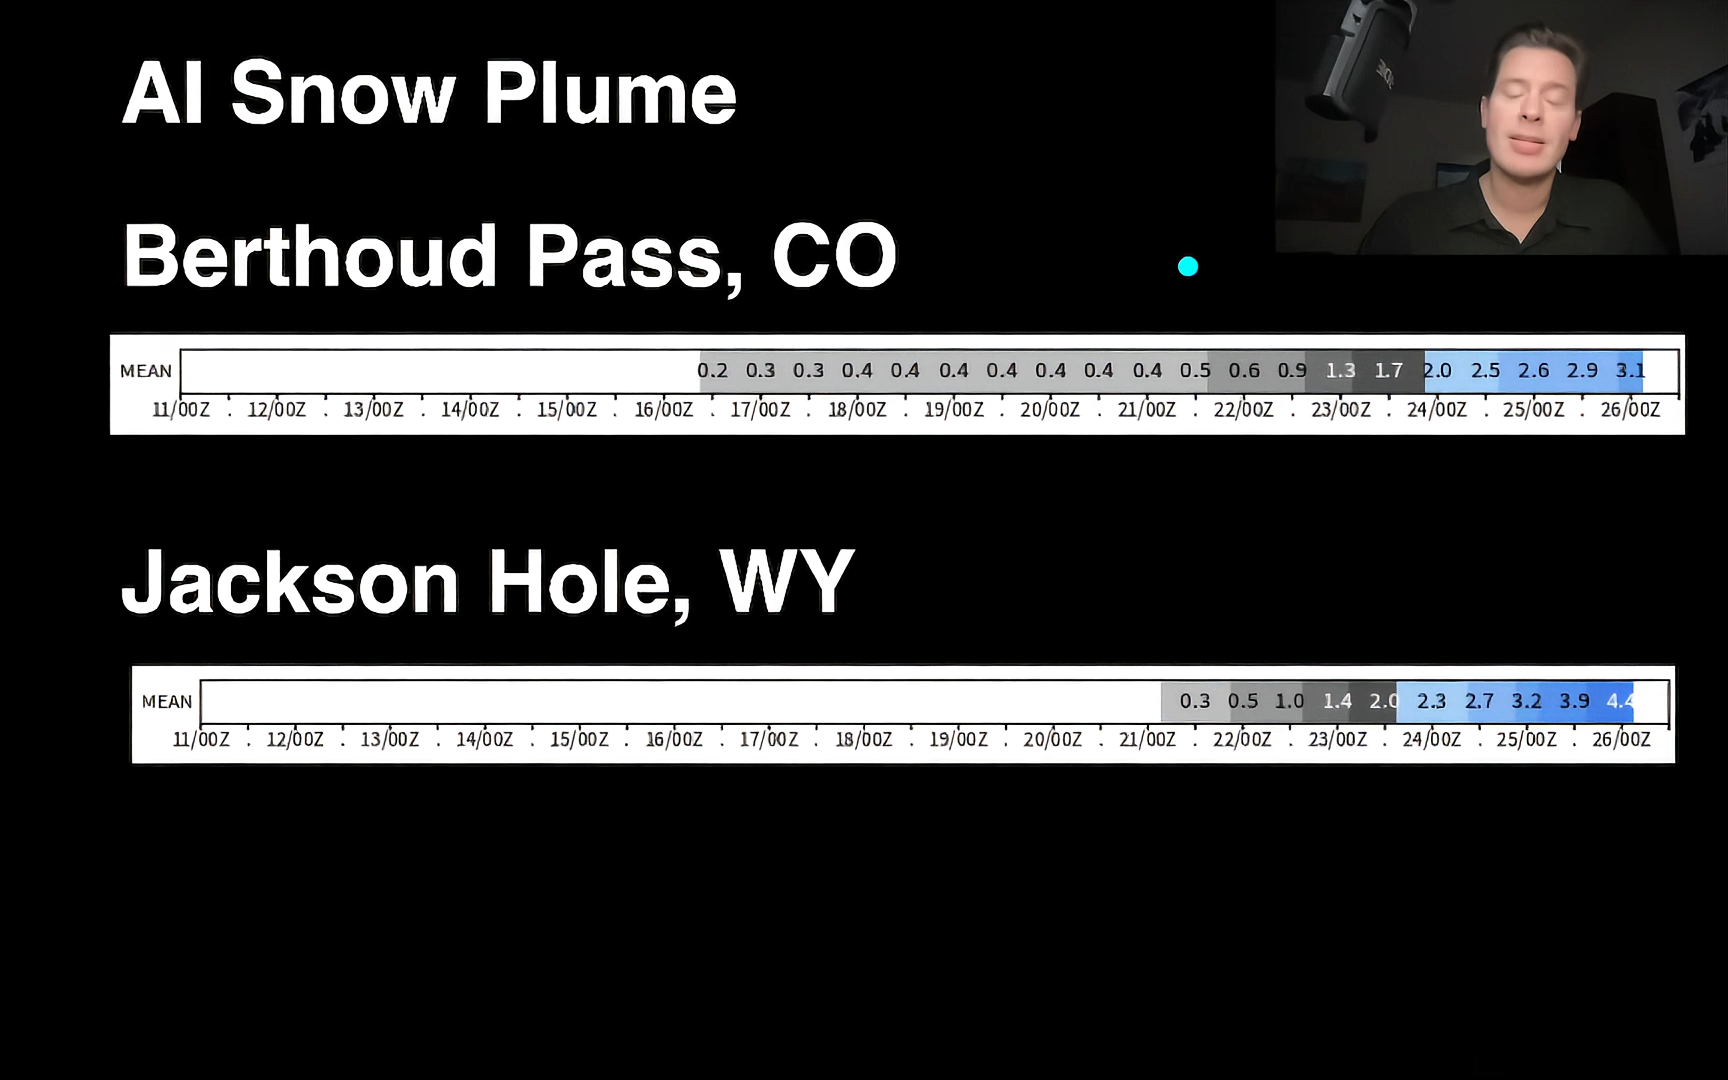 AI Snow Plume
Berthoud Pass, CO
MEAN 0.2 0.3 0.3 0.4 0.4 0.4 0.4 0.4 0.4 0.4 0.5 0.6 0.9 1.3 1.7 2.0 2.5 2.6 2.9 3.1
11/00Z . 12/00Z . 13/00Z . 14/00Z . 15/00Z . 16/00Z . 17/00Z . 18/00Z . 19/00Z . 20/00Z . 21/00Z . 22/00Z . 23/00Z . 24/00Z . 25/00Z . 26/00Z
Jackson Hole, WY
MEAN 0.3 0.5 1.0 1.4 2.0 2.3 2.7 3.2 3.9 4.4
11/00Z . 12/00Z . 13/00Z . 14/00Z . 15/00Z . 16/00Z . 17/00Z . 18/00Z . 19/00Z . 20/00Z . 21/00Z . 22/00Z . 23/00Z . 24/00Z . 25/00Z . 26/00Z